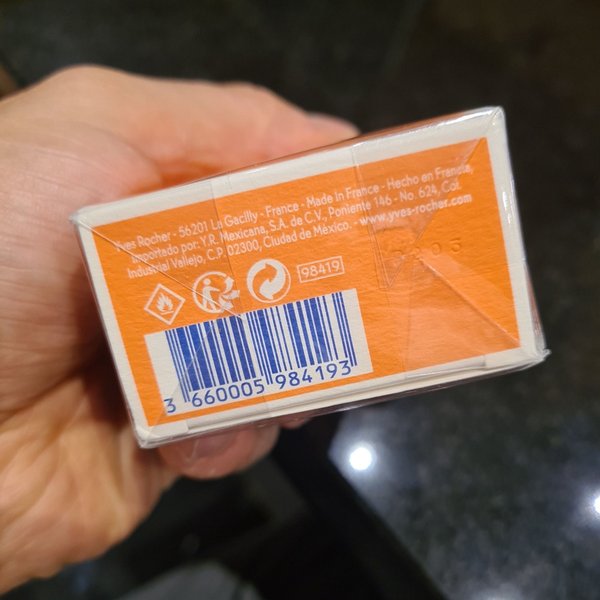 Yves Rocher - 56201 La Gacilly - France - Made in France - Hecho en Francia,
Importado por: Y.R. Mexicana, S.A. de C.V., Poniente 146 - No. 624, Col.
Industrial Vallejo, C.P. 02300, Ciudad de México - www.yves-rocher.com
98419
3 660005 984193